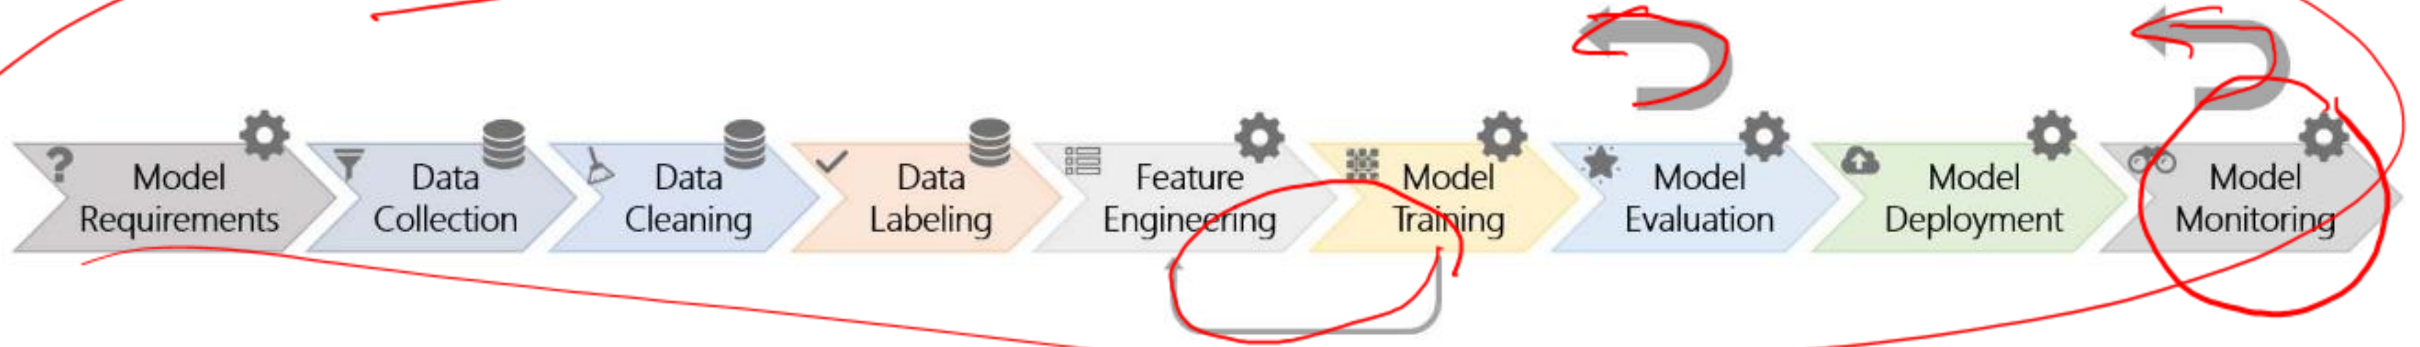 Model
Requirements
Data
Collection
Data
Cleaning
Data
Labeling
Feature
Engineering
Model
Training
Model
Evaluation
Model
Deployment
Model
Monitoring